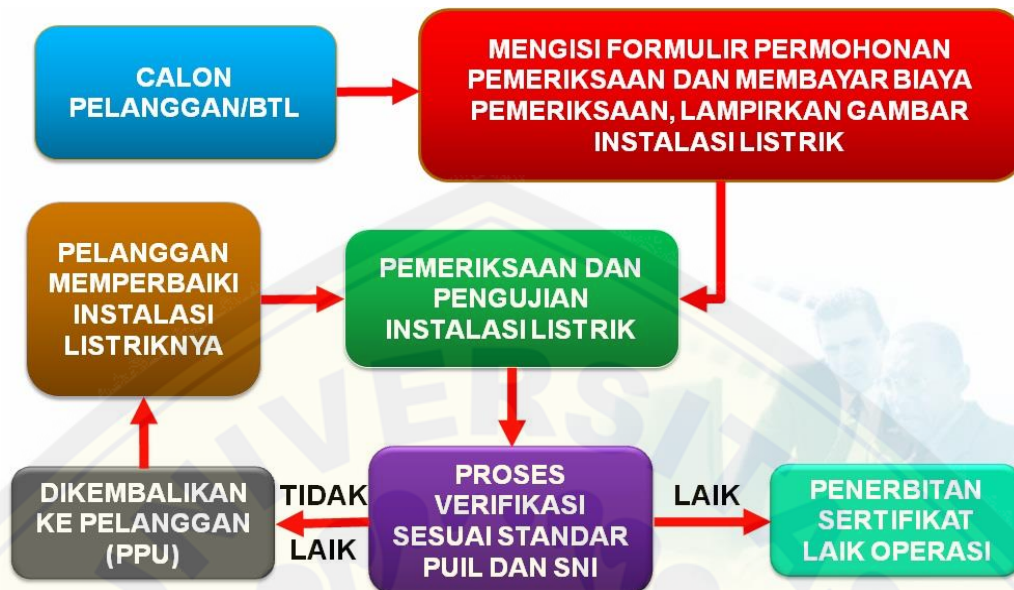 CALON
PELANGGAN/BTL
MENGISI FORMULIR PERMOHONAN
PEMERIKSAAN DAN MEMBAYAR BIAYA
PEMERIKSAAN, LAMPIRKAN GAMBAR
INSTALASI LISTRIK
PELANGGAN
MEMPERBAIKI
INSTALASI
LISTRIKNYA
PEMERIKSAAN DAN
PENGUJIAN
INSTALASI LISTRIK
DIKEMBALIKAN
KE PELANGGAN
(PPU)
TIDAK
LAIK
PROSES
VERIFIKASI
SESUAI STANDAR
PUIL DAN SNI
LAIK
PENERBITAN
SERTIFIKAT
LAIK OPERASI